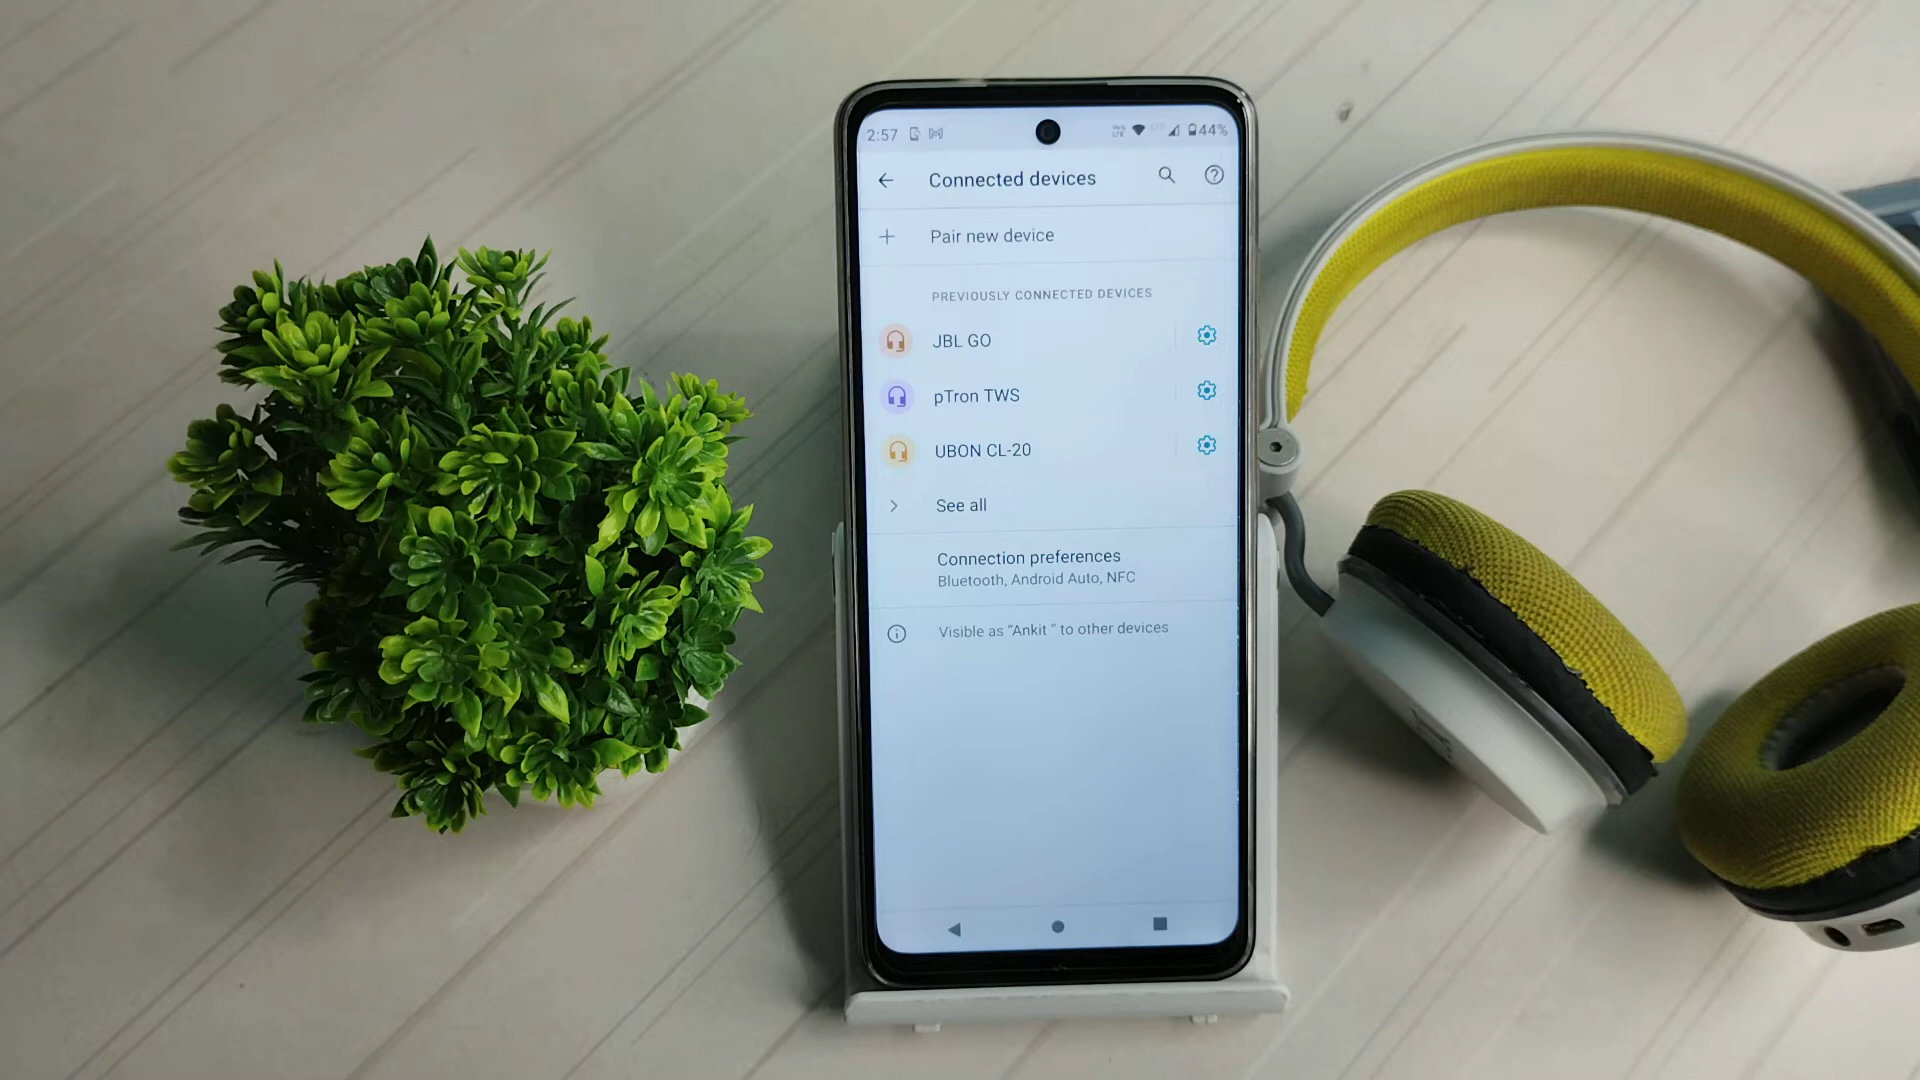 2:57 44%
Connected devices
Pair new device
PREVIOUSLY CONNECTED DEVICES
JBL GO
pTron TWS
UBON CL-20
See all
Connection preferences
Bluetooth, Android Auto, NFC
Visible as "Ankit " to other devices